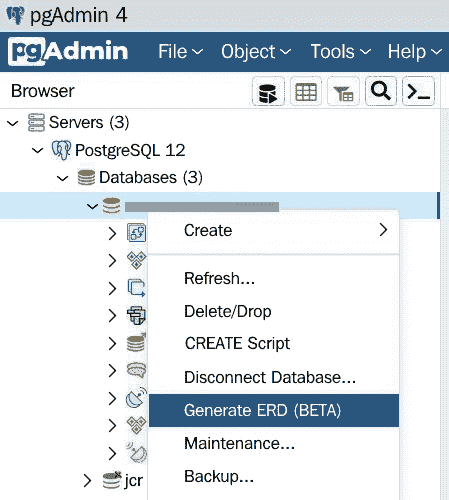 pgAdmin 4
pgAdmin File Object Tools Help
Browser
Servers (3)
PostgreSQL 12
Databases (3)
Create
Refresh...
Delete/Drop
CREATE Script
Disconnect Database...
Generate ERD (BETA)
Maintenance...
Backup...
jcr